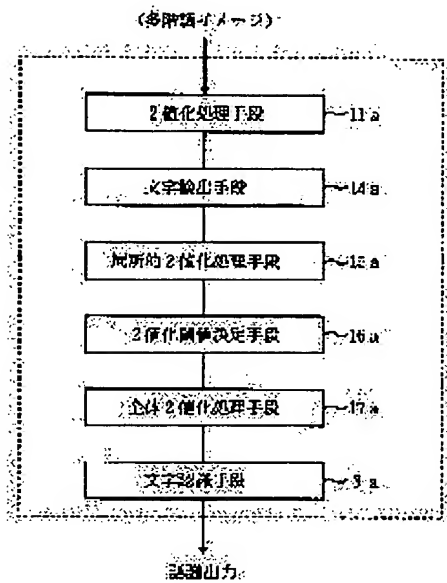 (多階調イメージ)
2値化処理手段 11a
文字検出手段 14a
局所的2値化処理手段 15a
2値化閾値決定手段 16a
全体2値化処理手段 17a
文字認識手段
認識出力